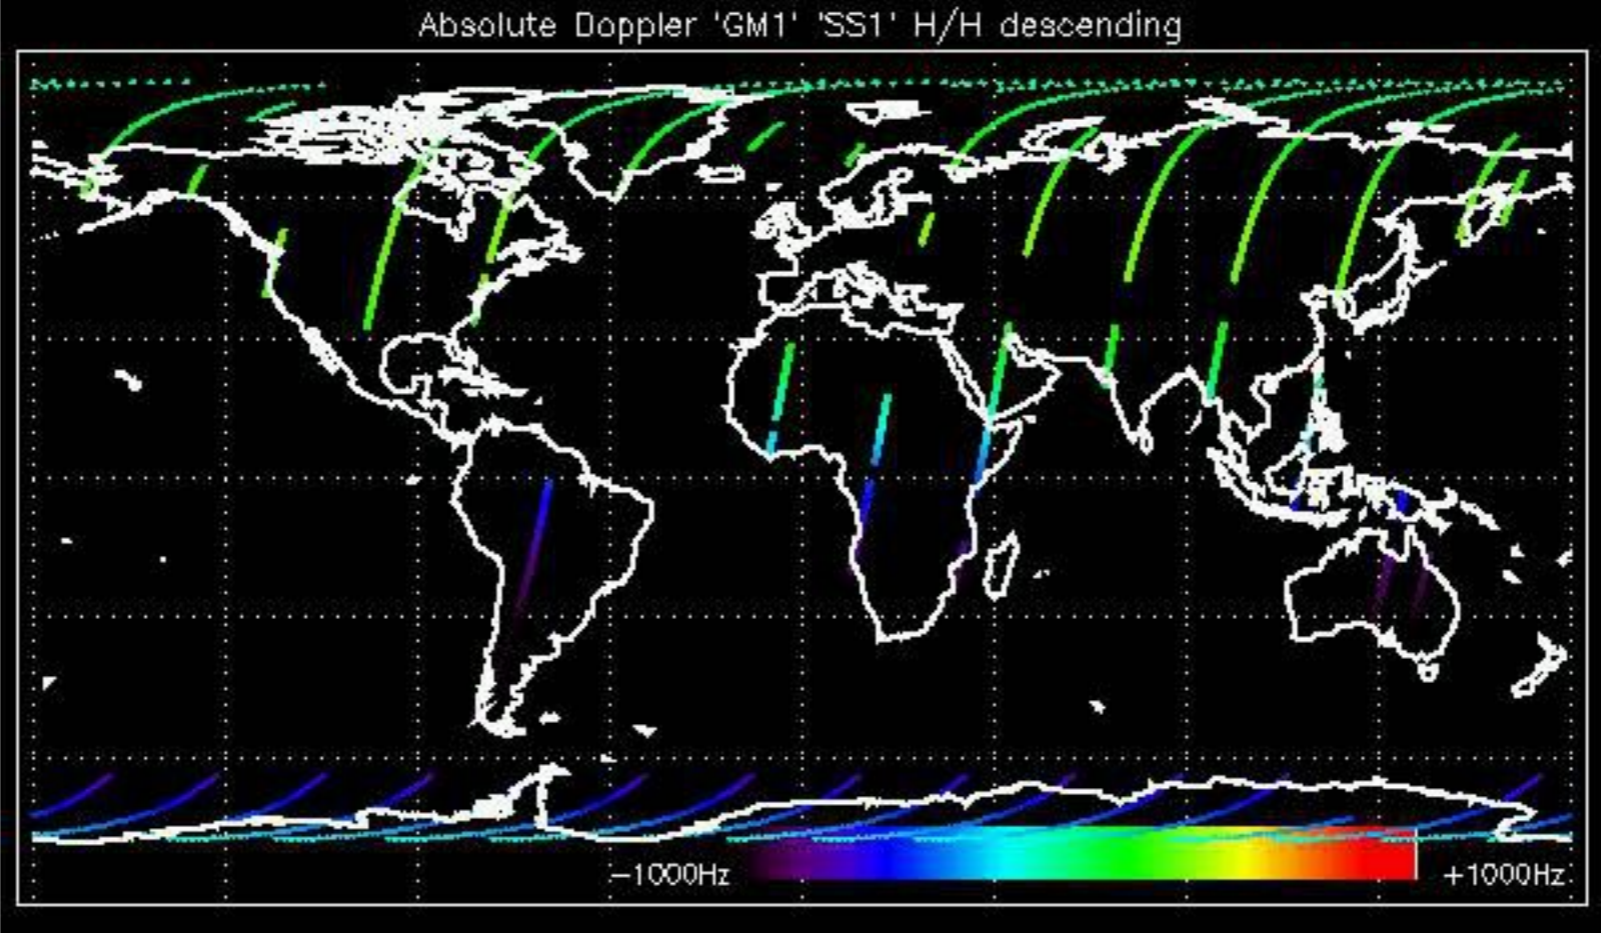 Absolute Doppler 'GM1' 'SS1' H/H descending
−1000Hz +1000Hz